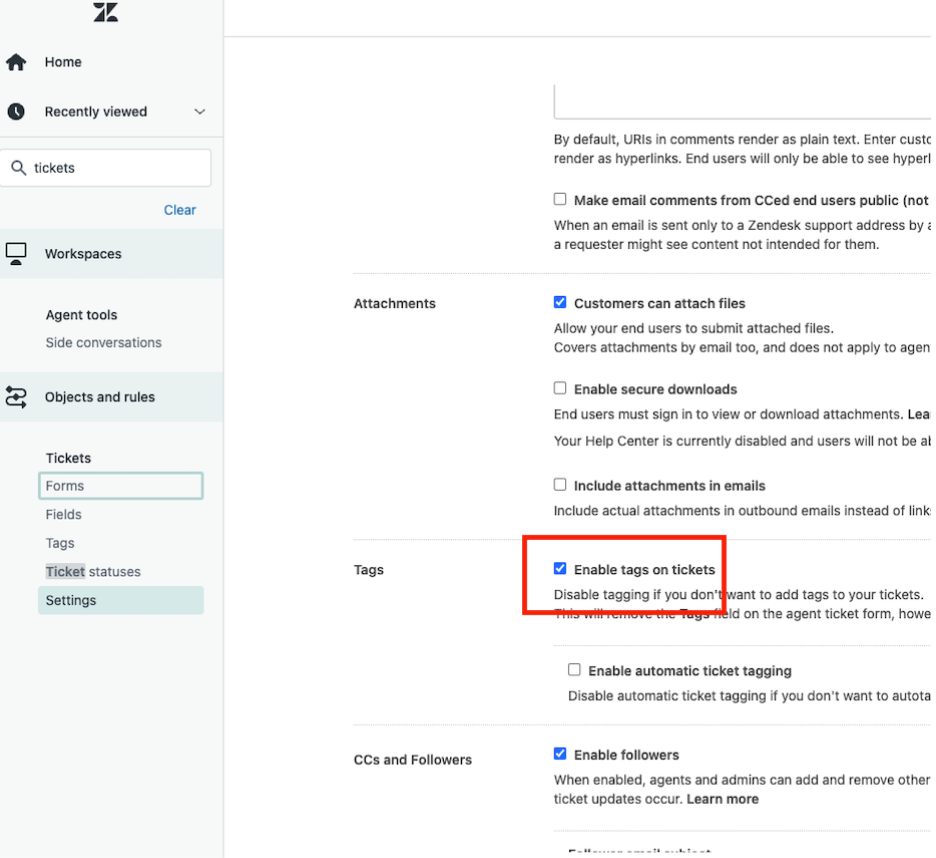 Home
Recently viewed
tickets
Clear
Workspaces
Agent tools
Side conversations
Objects and rules
Tickets
Forms
Fields
Tags
Ticket statuses
Settings
By default, URIs in comments render as plain text. Enter custo
render as hyperlinks. End users will only be able to see hyperl
Make email comments from CCed end users public (not
When an email is sent only to a Zendesk support address by a
a requester might see content not intended for them.
Attachments
Customers can attach files
Allow your end users to submit attached files.
Covers attachments by email too, and does not apply to agen
Enable secure downloads
End users must sign in to view or download attachments. Lea
Your Help Center is currently disabled and users will not be ab
Include attachments in emails
Include actual attachments in outbound emails instead of links
Tags
Enable tags on tickets
Disable tagging if you don't want to add tags to your tickets.
This will remove the Tags field on the agent ticket form, howe
Enable automatic ticket tagging
Disable automatic ticket tagging if you don't want to autota
CCs and Followers
Enable followers
When enabled, agents and admins can add and remove other
ticket updates occur. Learn more
Follower email subject